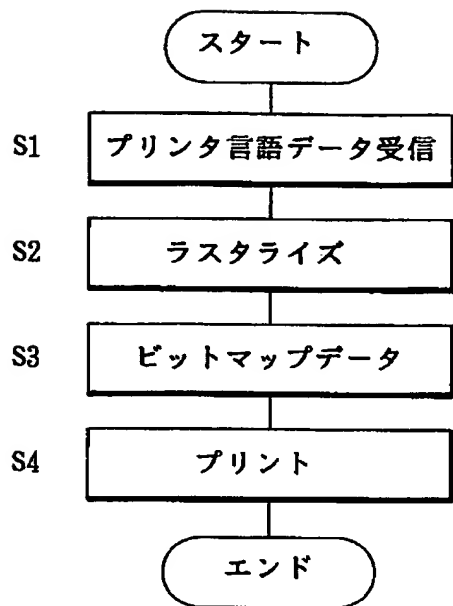 スタート
S1 プリンタ言語データ受信
S2 ラスタライズ
S3 ビットマップデータ
S4 プリント
エンド